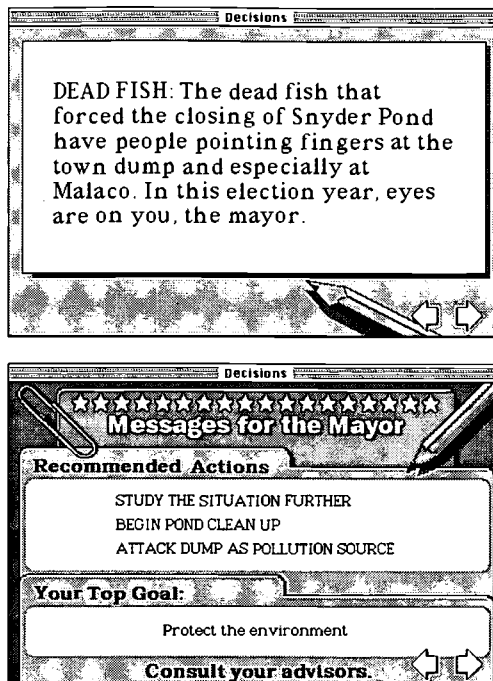 Decisions
DEAD FISH: The dead fish that
forced the closing of Snyder Pond
have people pointing fingers at the
town dump and especially at
Malaco. In this election year, eyes
are on you, the mayor.
Decisions
Messages for the Mayor
Recommended Actions
STUDY THE SITUATION FURTHER
BEGIN POND CLEAN UP
ATTACK DUMP AS POLLUTION SOURCE
Your Top Goal:
Protect the environment
Consult your advisors.